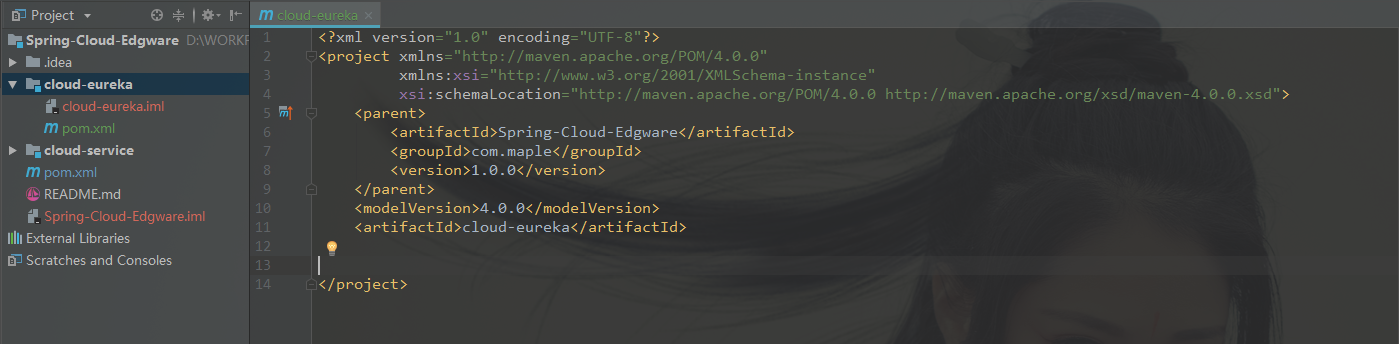 Project
Spring-Cloud-Edgware D:\WORKF
.idea
cloud-eureka
cloud-eureka.iml
pom.xml
cloud-service
pom.xml
README.md
Spring-Cloud-Edgware.iml
External Libraries
Scratches and Consoles
cloud-eureka
1 <?xml version="1.0" encoding="UTF-8"?>
2 <project xmlns="http://maven.apache.org/POM/4.0.0"
3 xmlns:xsi="http://www.w3.org/2001/XMLSchema-instance"
4 xsi:schemaLocation="http://maven.apache.org/POM/4.0.0 http://maven.apache.org/xsd/maven-4.0.0.xsd">
5 <parent>
6 <artifactId>Spring-Cloud-Edgware</artifactId>
7 <groupId>com.maple</groupId>
8 <version>1.0.0</version>
9 </parent>
10 <modelVersion>4.0.0</modelVersion>
11 <artifactId>cloud-eureka</artifactId>
12
13
14 </project>